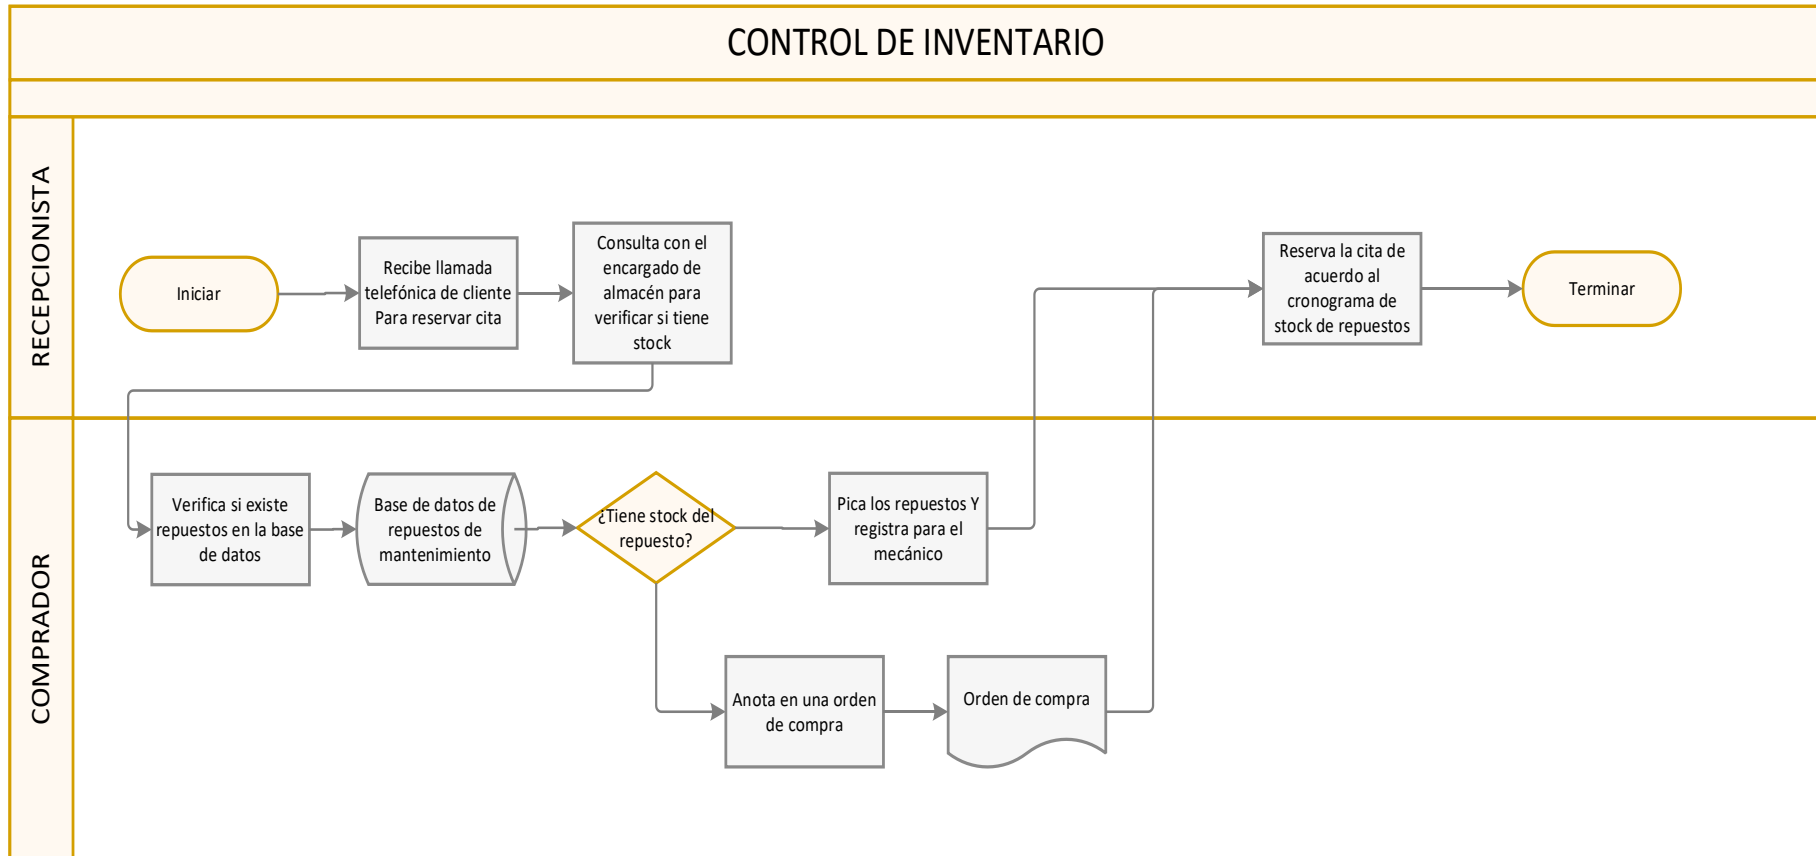 CONTROL DE INVENTARIO
RECEPCIONISTA
Iniciar
Recibe llamada
telefónica de cliente
Para reservar cita
Consulta con el
encargado de
almacén para
verificar si tiene
stock
Reserva la cita de
acuerdo al
cronograma de
stock de repuestos
Terminar
COMPRADOR
Verifica si existe
repuestos en la base
de datos
Base de datos de
repuestos de
mantenimiento
¿Tiene stock del
repuesto?
Pica los repuestos Y
registra para el
mecánico
Anota en una orden
de compra
Orden de compra